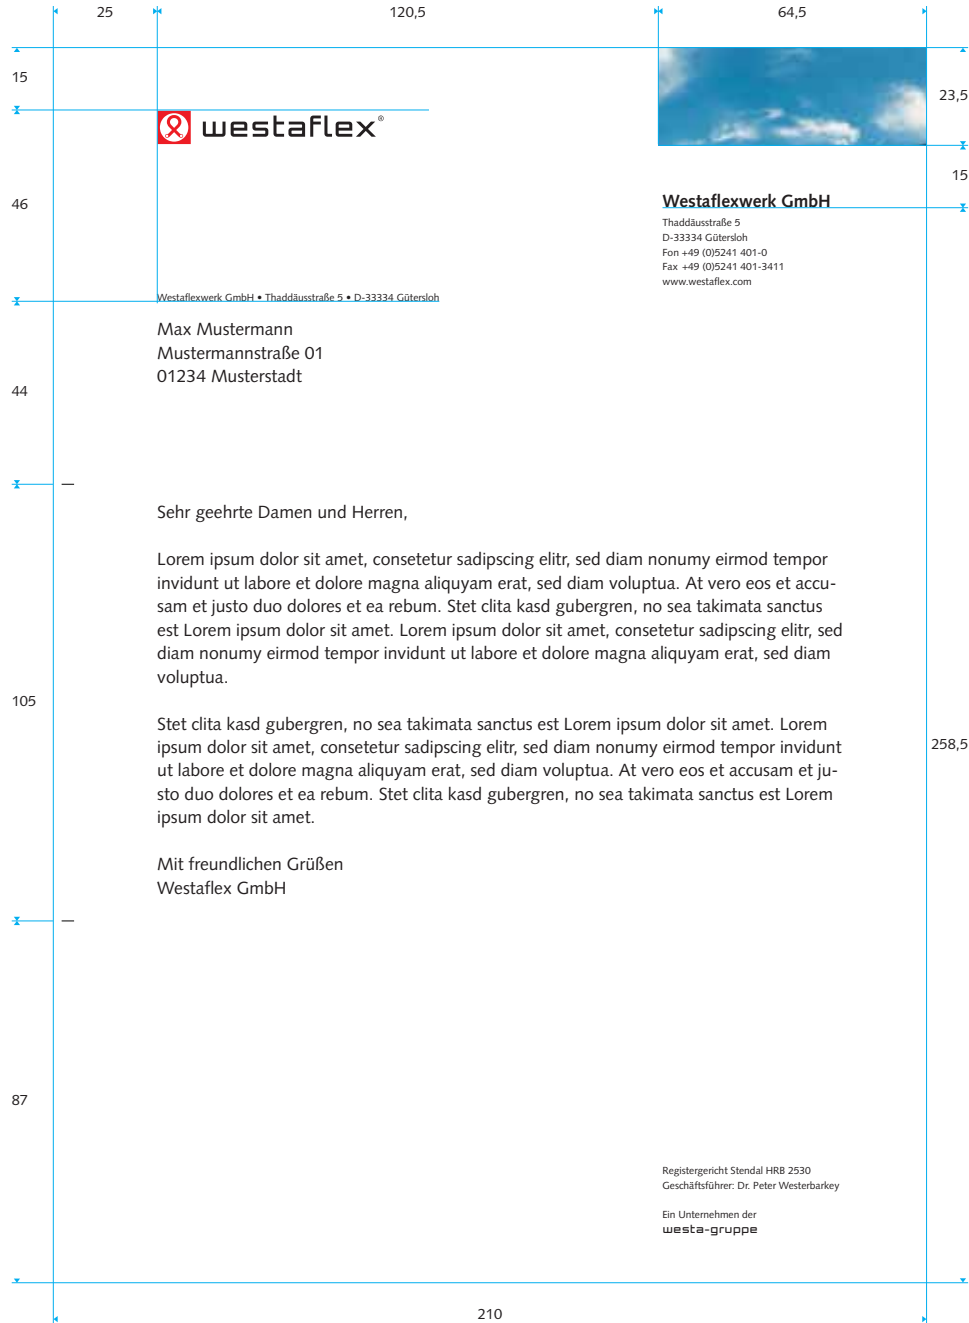 25
120,5
64,5
15
23,5
westaflex®
15
46
Westaflexwerk GmbH
Thaddäusstraße 5
D-33334 Gütersloh
Fon +49 (0)5241 401-0
Fax +49 (0)5241 401-3411
www.westaflex.com
Westaflexwerk GmbH • Thaddäusstraße 5 • D-33334 Gütersloh
Max Mustermann
Mustermannstraße 01
01234 Musterstadt
44
Sehr geehrte Damen und Herren,
Lorem ipsum dolor sit amet, consetetur sadipscing elitr, sed diam nonumy eirmod tempor
invidunt ut labore et dolore magna aliquyam erat, sed diam voluptua. At vero eos et accu-
sam et justo duo dolores et ea rebum. Stet clita kasd gubergren, no sea takimata sanctus
est Lorem ipsum dolor sit amet. Lorem ipsum dolor sit amet, consetetur sadipscing elitr, sed
diam nonumy eirmod tempor invidunt ut labore et dolore magna aliquyam erat, sed diam
voluptua.
105
Stet clita kasd gubergren, no sea takimata sanctus est Lorem ipsum dolor sit amet. Lorem
ipsum dolor sit amet, consetetur sadipscing elitr, sed diam nonumy eirmod tempor invidunt
ut labore et dolore magna aliquyam erat, sed diam voluptua. At vero eos et accusam et ju-
sto duo dolores et ea rebum. Stet clita kasd gubergren, no sea takimata sanctus est Lorem
ipsum dolor sit amet.
258,5
Mit freundlichen Grüßen
Westaflex GmbH
87
Registergericht Stendal HRB 2530
Geschäftsführer: Dr. Peter Westerbarkey
Ein Unternehmen der
westa-gruppe
210